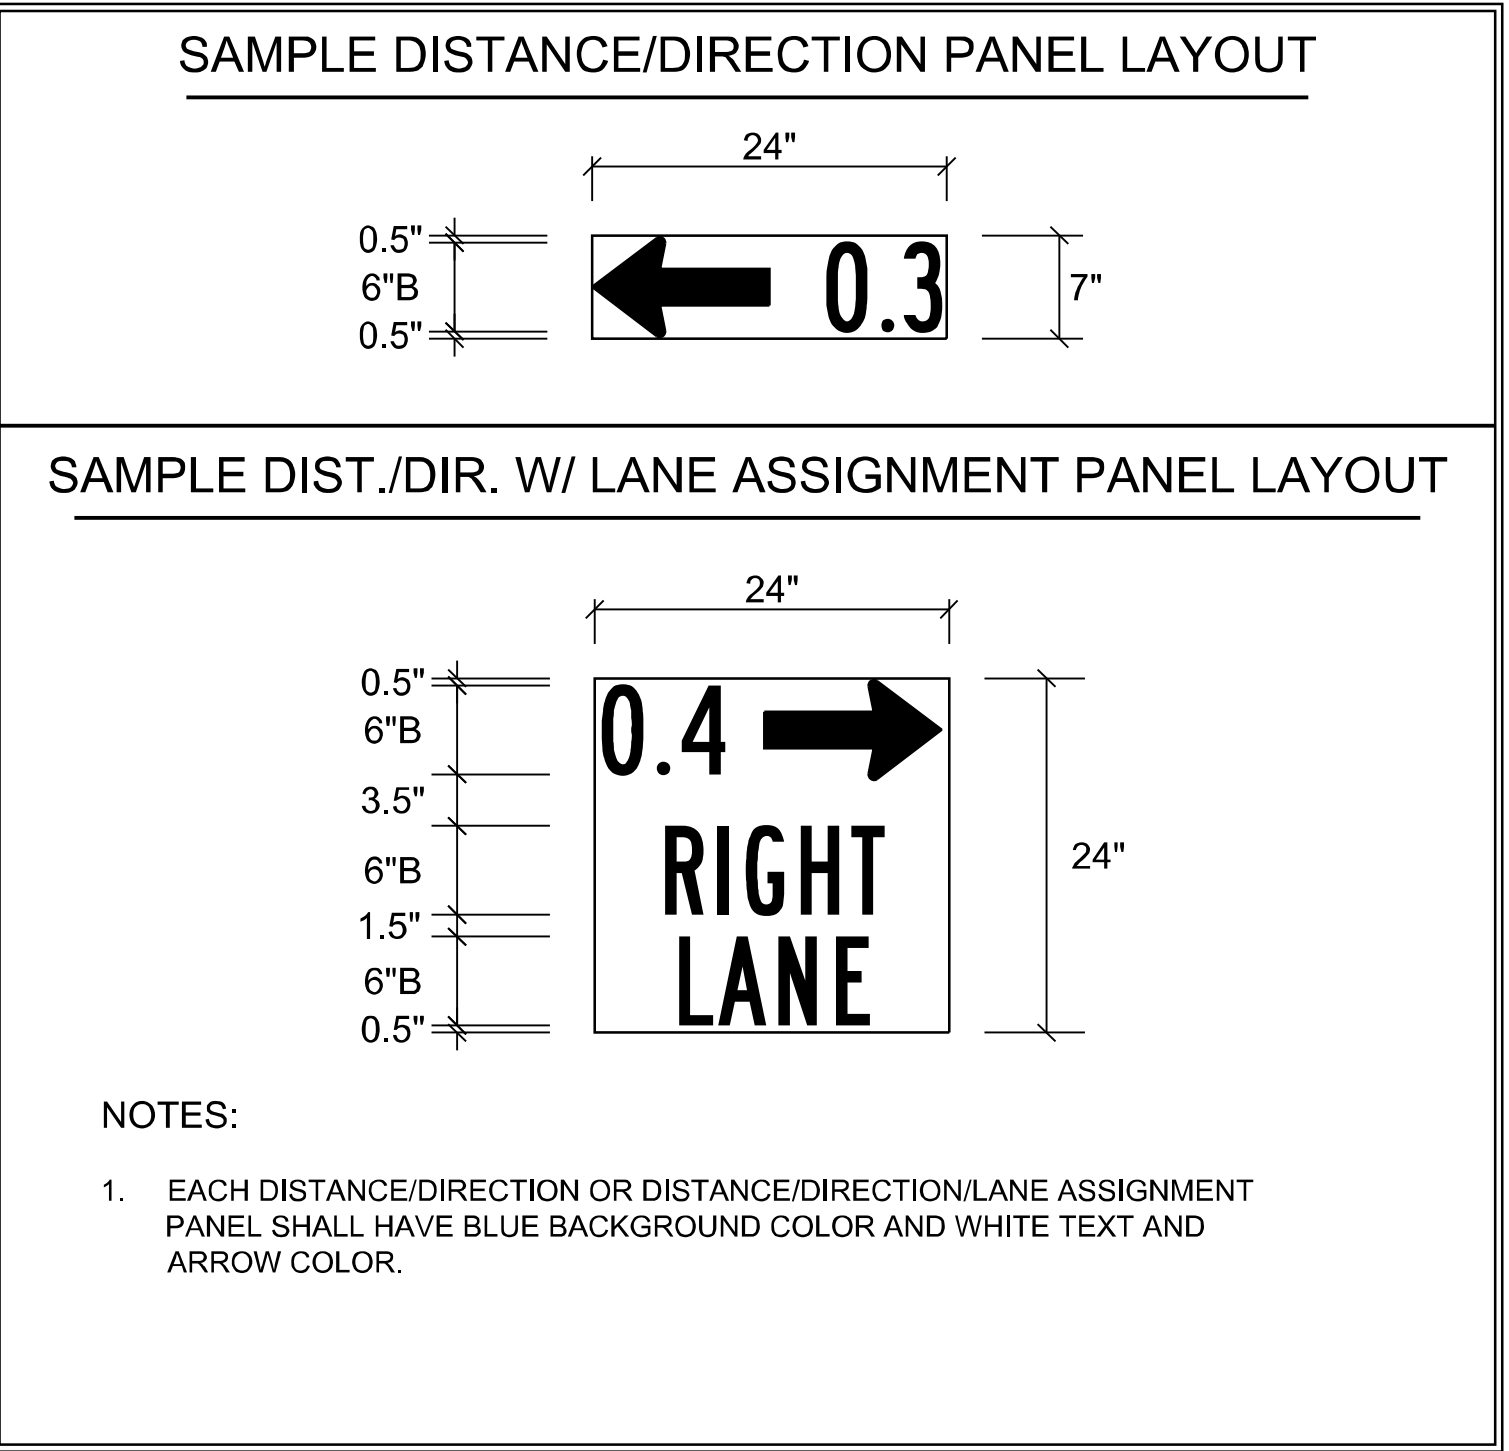 SAMPLE DISTANCE/DIRECTION PANEL LAYOUT
24"
0.5"
6"B
0.5"
0.3
7"
SAMPLE DIST./DIR. W/ LANE ASSIGNMENT PANEL LAYOUT
24"
0.5"
6"B
3.5"
6"B
1.5"
6"B
0.5"
0.4
RIGHT
LANE
24"
NOTES:
1. EACH DISTANCE/DIRECTION OR DISTANCE/DIRECTION/LANE ASSIGNMENT
PANEL SHALL HAVE BLUE BACKGROUND COLOR AND WHITE TEXT AND
ARROW COLOR.